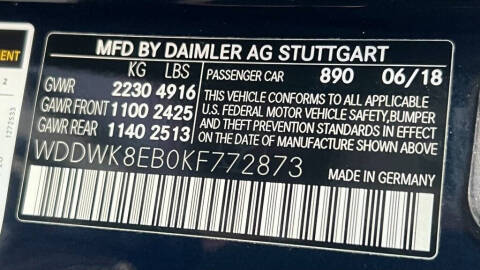 MFD BY DAIMLER AG STUTTGART
KG LBS PASSENGER CAR 890 06/18
GVWR 2230 4916
GAWR FRONT 1100 2425
GAWR REAR 1140 2513
THIS VEHICLE CONFORMS TO ALL APPLICABLE
U.S. FEDERAL MOTOR VEHICLE SAFETY,BUMPER,
AND THEFT PREVENTION STANDARDS IN
EFFECT ON THE DATE OF MANUFACTURE
SHOWN ABOVE.
WDDWK8EB0KF772873
MADE IN GERMANY
2
1272533